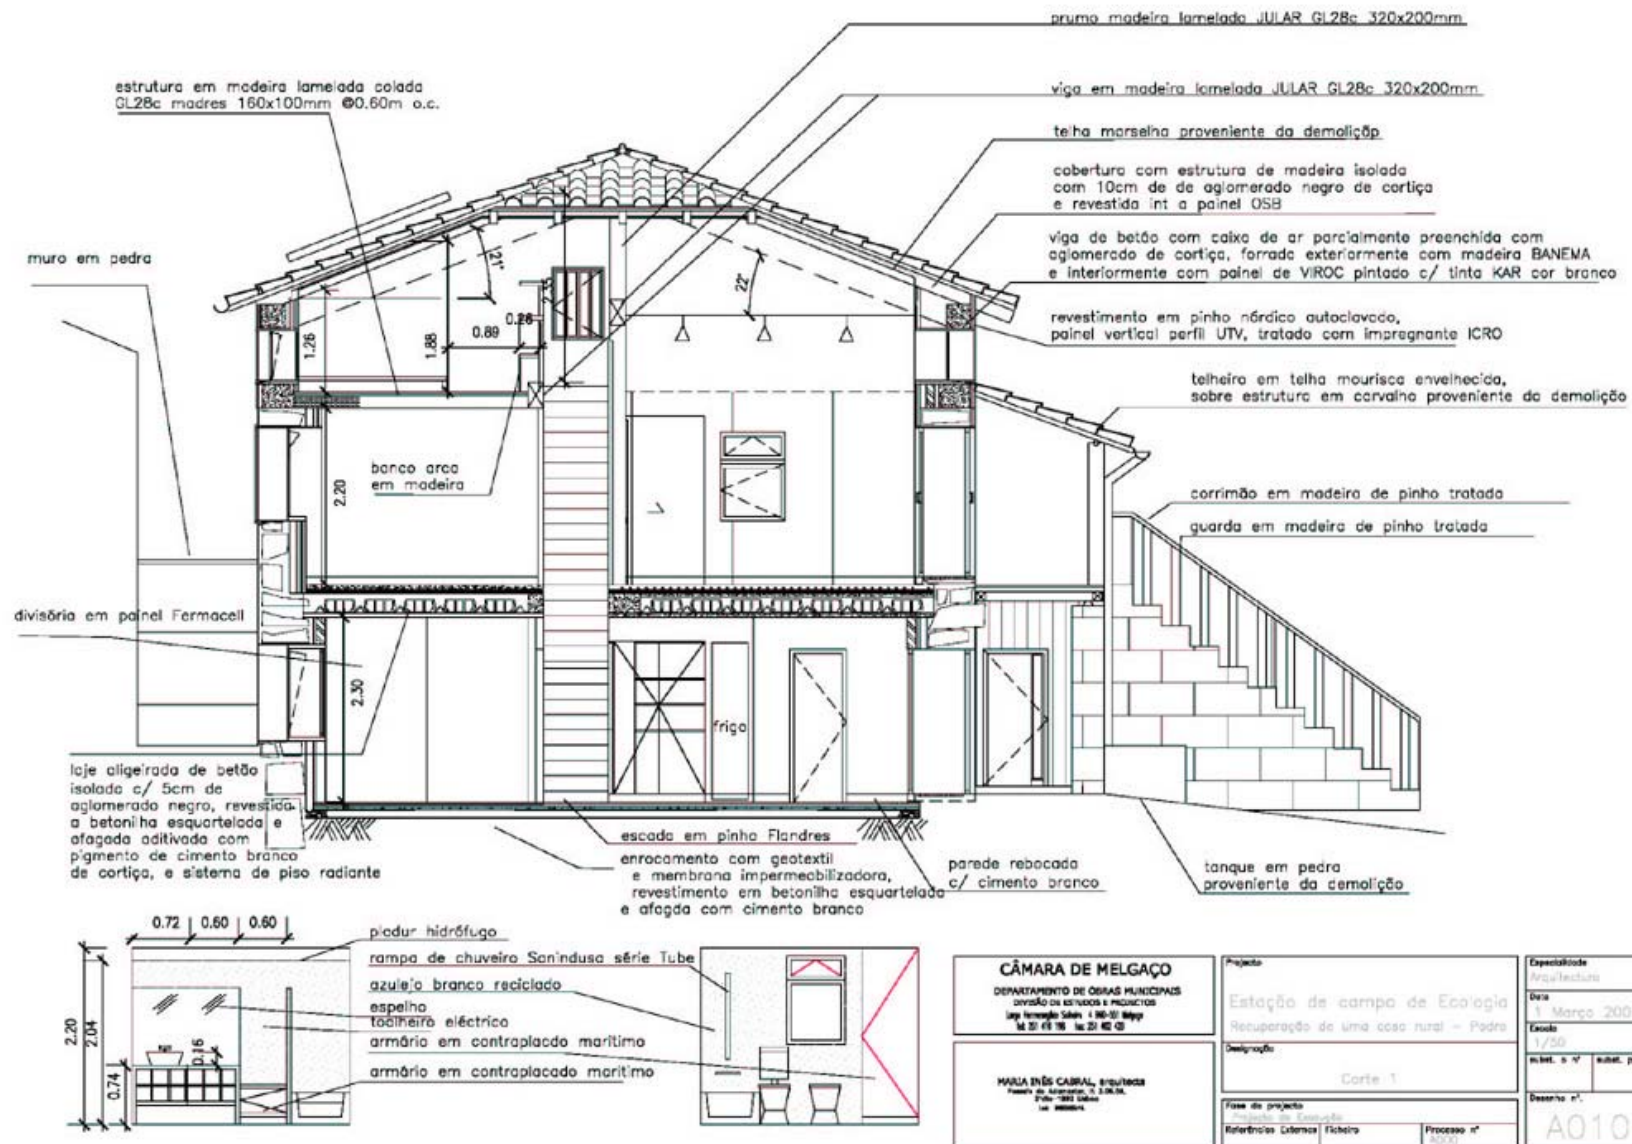 prumo madeira lamelada JULAR GL28c 320x200mm
estrutura em madeira lamelada colada
GL28c madres 160x100mm @0.60m o.c.
viga em madeira lamelada JULAR GL28c 320x200mm
telha marselha proveniente da demolição
cobertura com estrutura de madeira isolada
com 10cm de de aglomerado negro de cortiça
e revestida int a painel OSB
viga de betão com caixa de ar parcialmente preenchida com
aglomerado de cortiça, forrada exteriormente com madeira BANEMA
e interiormente com painel de VIROC pintado c/ tinta KAR cor branco
muro em pedra
revestimento em pinho nórdico autoclavado,
painel vertical perfil UTV, tratado com impregnante ICRO
telheiro em telha mourisca envelhecida,
sobre estrutura em carvalho proveniente da demolição
21°
22°
1.26
1.88
0.89
0.26
banco arca
em madeira
2.20
corrimão em madeira de pinho tratada
guarda em madeira de pinho tratada
divisória em painel Fermacell
2.30
frigo
laje aligeirada de betão
isolada c/ 5cm de
aglomerado negro, revestida
a betonilha esquartelada e
afagada aditivada com
pigmento de cimento branco
de cortiça, e sistema de piso radiante
escada em pinho Flandres
enrocamento com geotextil
e membrana impermeabilizadora,
revestimento em betonilha esquartelada
e afagda com cimento branco
parede rebocada
c/ cimento branco
tanque em pedra
proveniente da demolição
0.72 0.60 0.60
2.20
2.04
0.74
0.16
pladur hidrófugo
rampa de chuveiro Sanindusa série Tube
azulejo branco reciclado
espelho
toalheiro eléctrico
armário em contraplacdo marítimo
armário em contraplacado marítimo
CÂMARA DE MELGAÇO
DEPARTAMENTO DE OBRAS MUNICIPAIS
DIVISÃO DE ESTUDOS E PROJECTOS
MARIA INÊS CABRAL, arquitecta
Projecto
Estação de campo de Ecologia
Recuperação de uma casa rural - Podre
Designação
Corte 1
Fase do projecto
Projecto de Execução
Referências Externas
Ficheiro
Processo nº
Especialidade
Arquitectura
Data
1 Março 200
Escala
1/50
subst. o nº
subst. p
Desenho nº.
A010